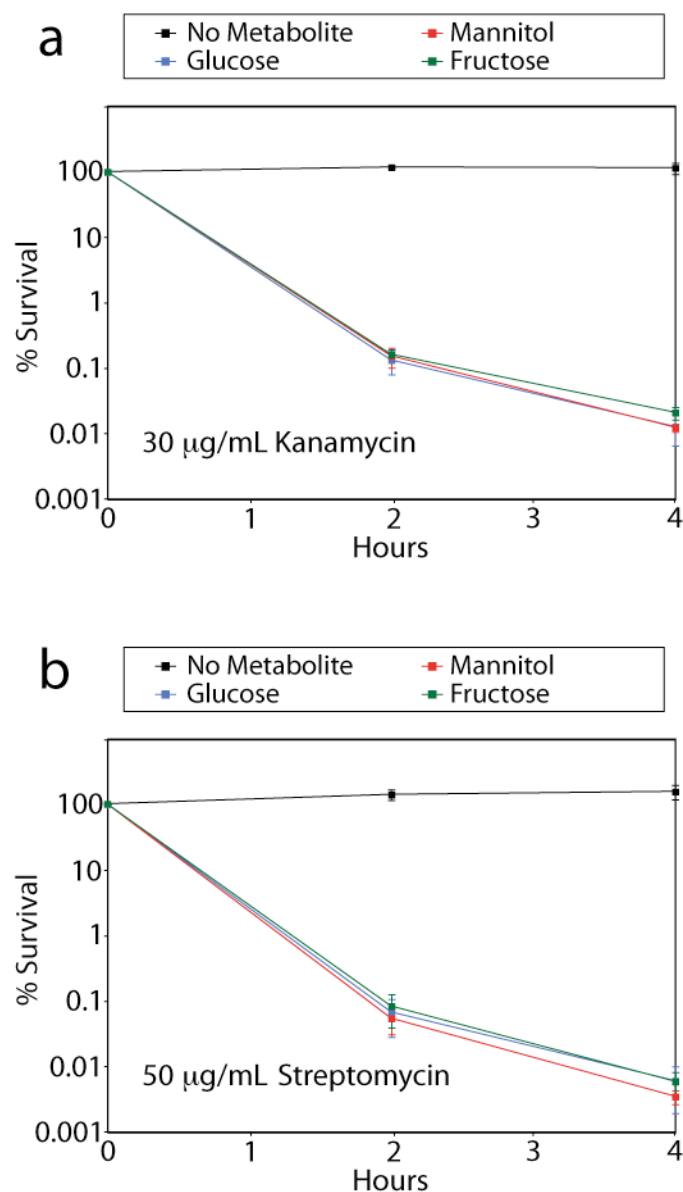 a
No Metabolite Mannitol
Glucose Fructose
100
10
1
0.1
0.01
0.001
% Survival
30 μg/mL Kanamycin
0 1 2 3 4
Hours
b
No Metabolite Mannitol
Glucose Fructose
100
10
1
0.1
0.01
0.001
% Survival
50 μg/mL Streptomycin
0 1 2 3 4
Hours